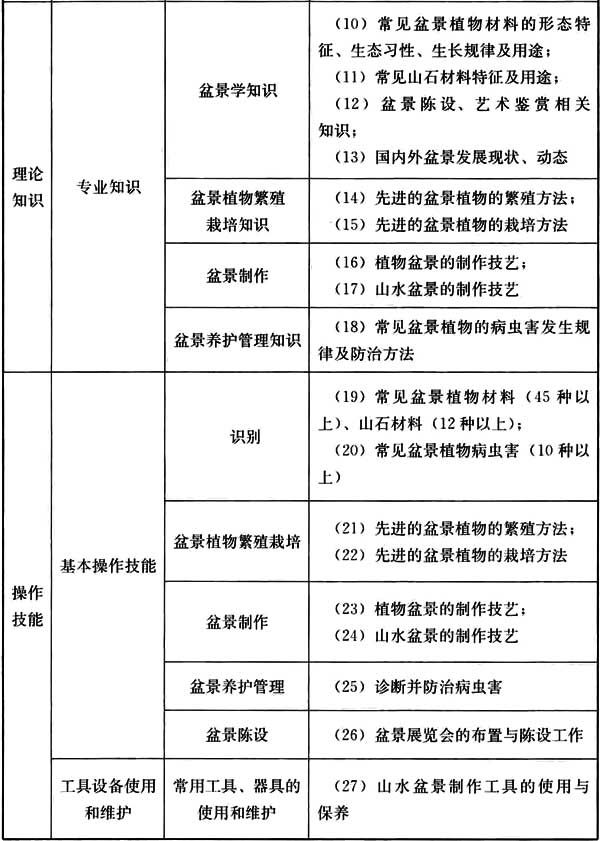 理论
知识
专业知识
盆景学知识
（10）常见盆景植物材料的形态特
征、生态习性、生长规律及用途；
（11）常见山石材料特征及用途；
（12）盆景陈设、艺术鉴赏相关
知识；
（13）国内外盆景发展现状、动态
盆景植物繁殖
栽培知识
（14）先进的盆景植物的繁殖方法；
（15）先进的盆景植物的栽培方法
盆景制作
（16）植物盆景的制作技艺；
（17）山水盆景的制作技艺
盆景养护管理知识
（18）常见盆景植物的病虫害发生规
律及防治方法
操作
技能
基本操作技能
识别
（19）常见盆景植物材料（45 种以
上）、山石材料（12 种以上）；
（20）常见盆景植物病虫害（10 种以
上）
盆景植物繁殖栽培
（21）先进的盆景植物的繁殖方法；
（22）先进的盆景植物的栽培方法
盆景制作
（23）植物盆景的制作技艺；
（24）山水盆景的制作技艺
盆景养护管理
（25）诊断并防治病虫害
盆景陈设
（26）盆景展览会的布置与陈设工作
工具设备使用
和维护
常用工具、器具的
使用和维护
（27）山水盆景制作工具的使用与
保养